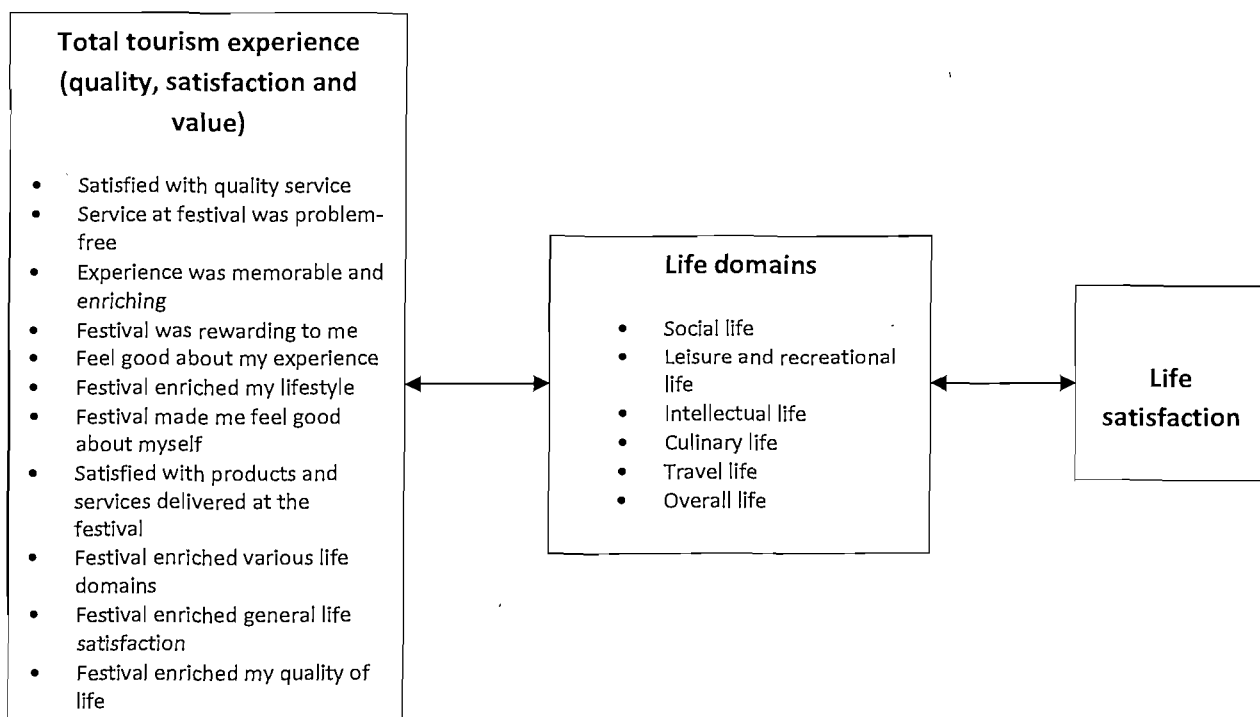 Total tourism experience
(quality, satisfaction and
value)
• Satisfied with quality service
• Service at festival was problem-
free
• Experience was memorable and
enriching
• Festival was rewarding to me
• Feel good about my experience
• Festival enriched my lifestyle
• Festival made me feel good
about myself
• Satisfied with products and
services delivered at the
festival
• Festival enriched various life
domains
• Festival enriched general life
satisfaction
• Festival enriched my quality of
life
Life domains
• Social life
• Leisure and recreational
life
• Intellectual life
• Culinary life
• Travel life
• Overall life
Life
satisfaction